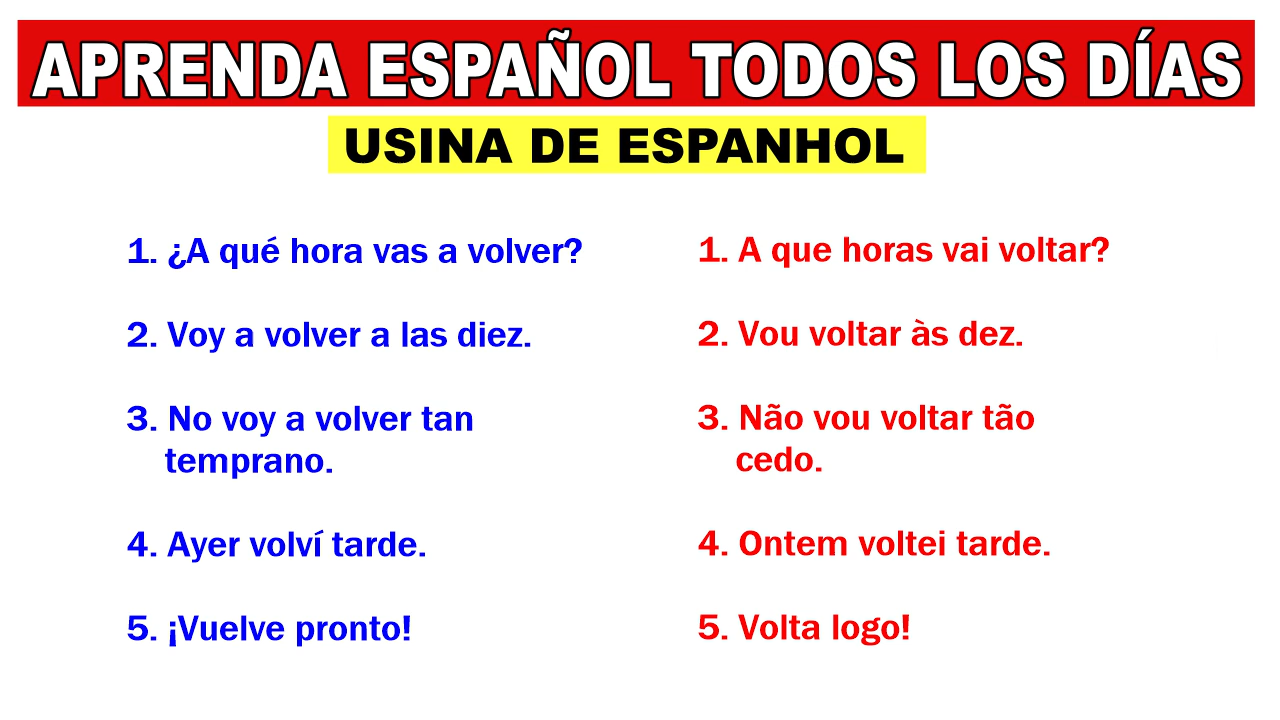 APRENDA ESPAÑOL TODOS LOS DÍAS
USINA DE ESPANHOL
1. ¿A qué hora vas a volver?
2. Voy a volver a las diez.
3. No voy a volver tan
temprano.
4. Ayer volví tarde.
5. ¡Vuelve pronto!
1. A que horas vai voltar?
2. Vou voltar às dez.
3. Não vou voltar tão
cedo.
4. Ontem voltei tarde.
5. Volta logo!